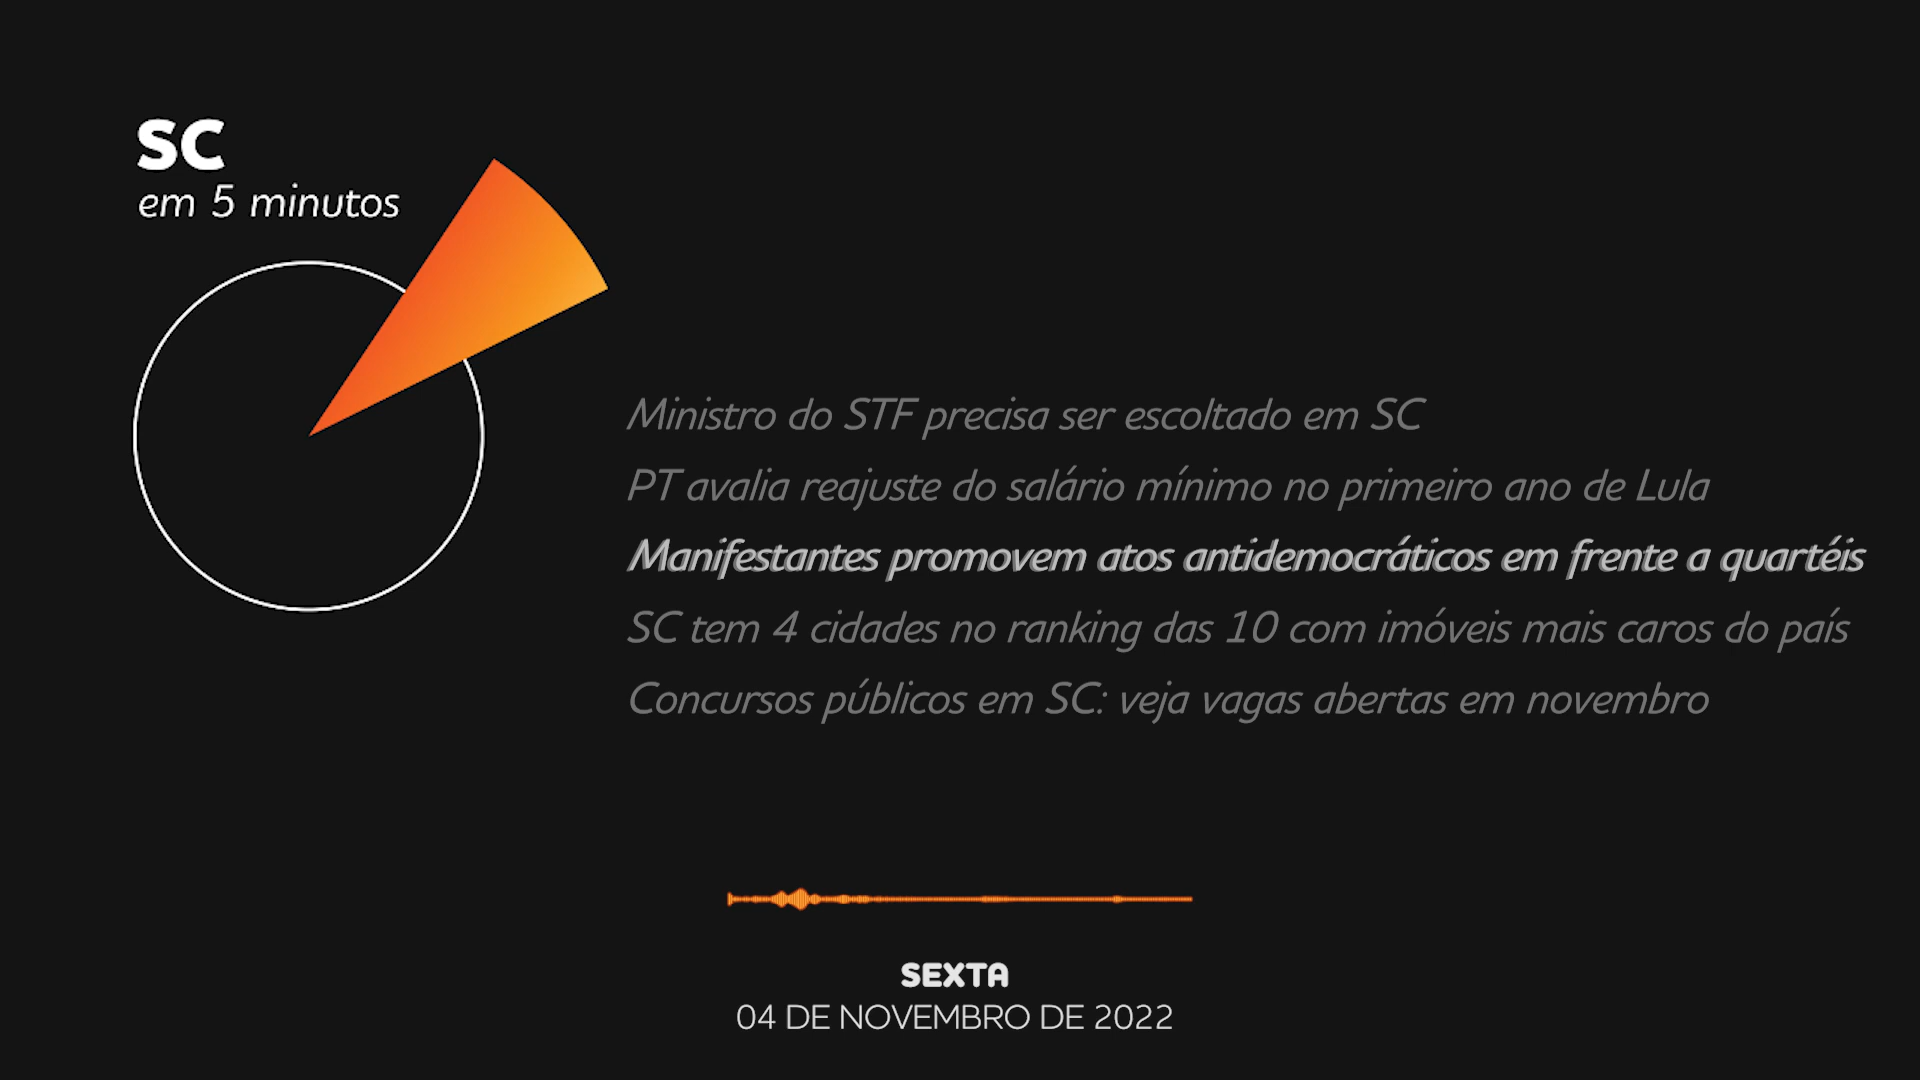 SC
em 5 minutos
Ministro do STF precisa ser escoltado em SC
PT avalia reajuste do salário mínimo no primeiro ano de Lula
Manifestantes promovem atos antidemocráticos em frente a quartéis
SC tem 4 cidades no ranking das 10 com imóveis mais caros do país
Concursos públicos em SC: veja vagas abertas em novembro
SEXTA
04 DE NOVEMBRO DE 2022